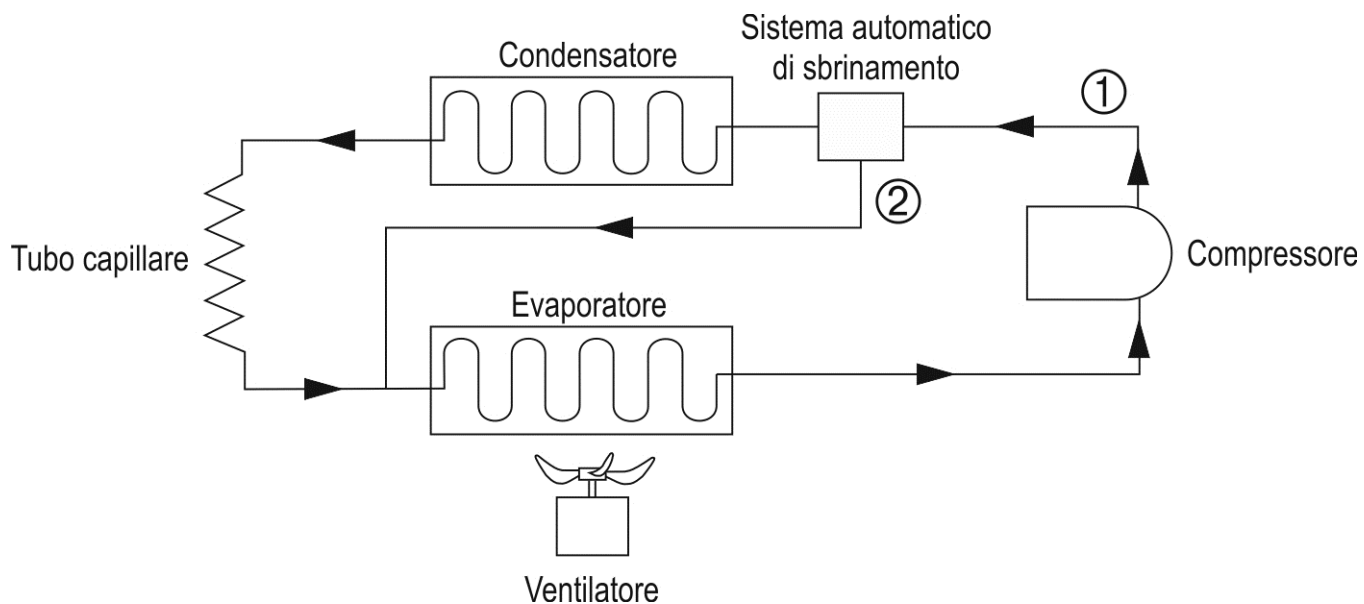 Sistema automatico
di sbrinamento
Condensatore
①
②
Tubo capillare
Compressore
Evaporatore
Ventilatore